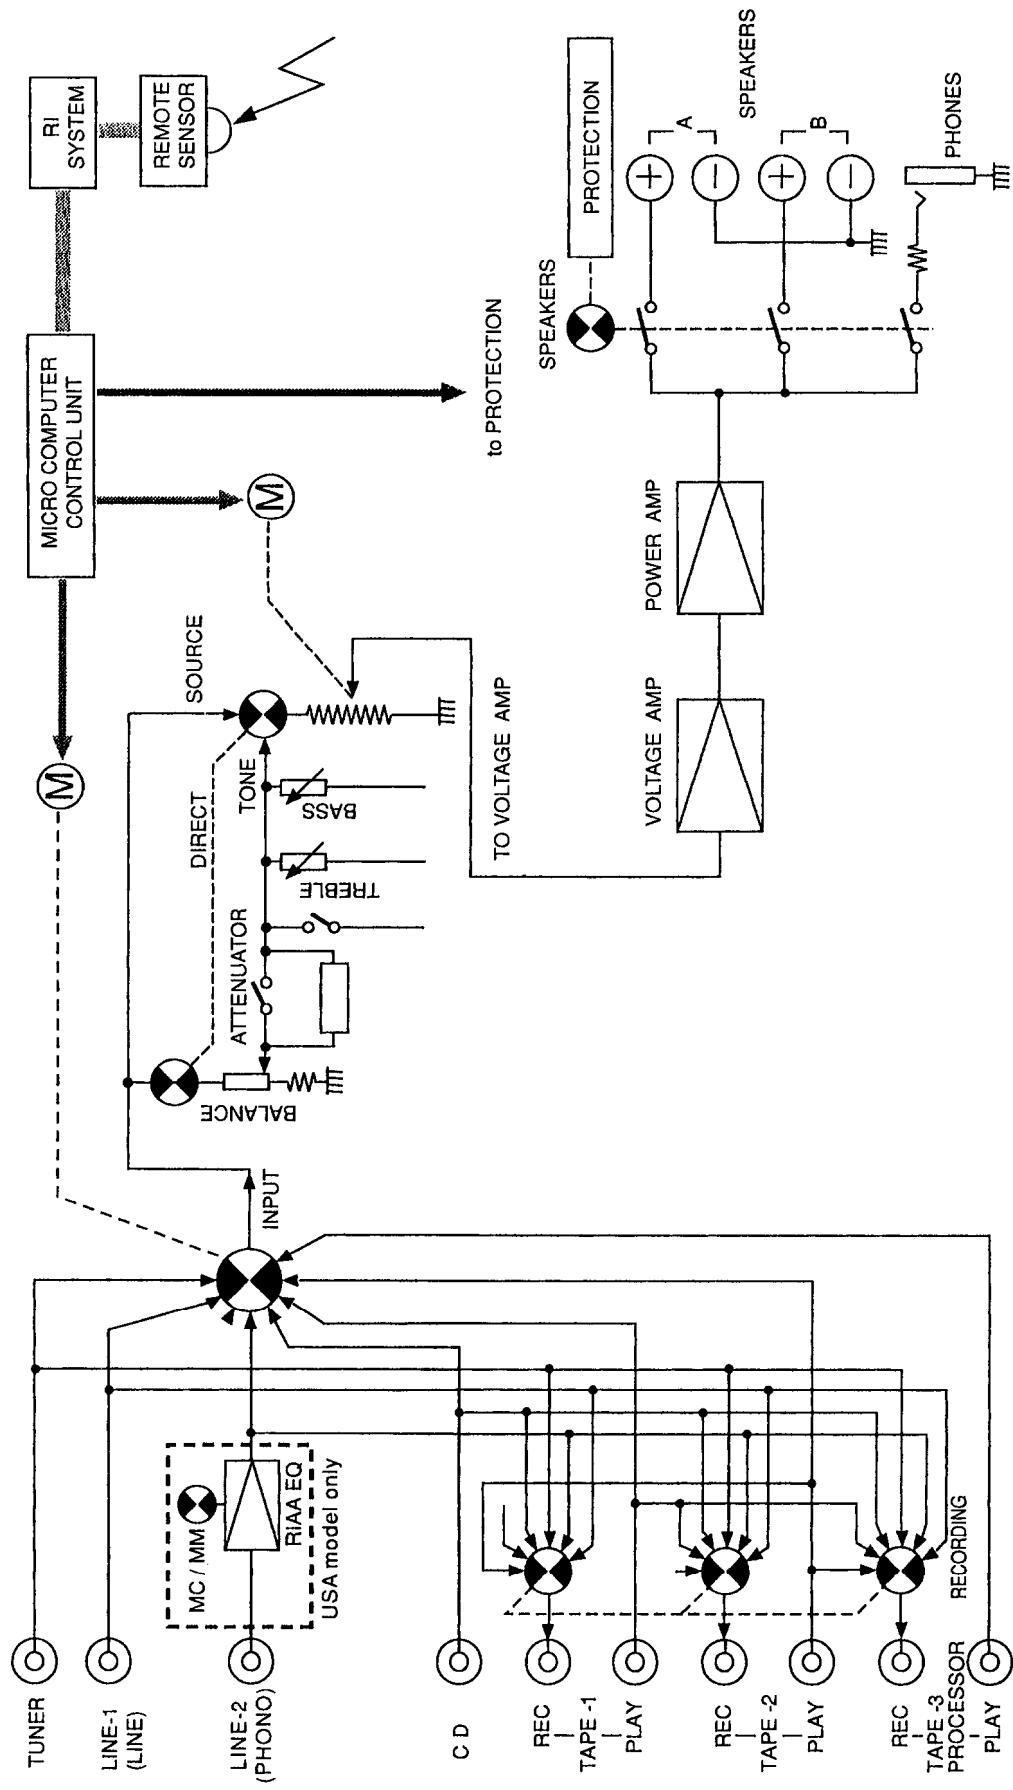 TUNER
LINE-1
(LINE)
LINE-2
(PHONO)
CD
REC
TAPE-1
PLAY
REC
TAPE-2
PLAY
REC
TAPE-3
PROCESSOR
PLAY
MC / MM
RiAA EQ
USA model only
RECORDING
INPUT
BALANCE
ATTENUATOR
DIRECT
TREBLE
BASS
TONE
SOURCE
M
M
MICRO COMPUTER
CONTROL UNIT
RI
SYSTEM
REMOTE
SENSOR
to PROTECTION
TO VOLTAGE AMP
VOLTAGE AMP
POWER AMP
SPEAKERS
PROTECTION
+
−
+
−
A
B
SPEAKERS
PHONES